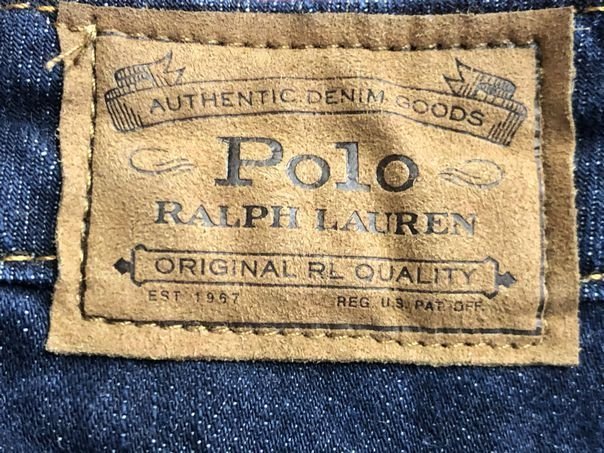 AUTHENTIC DENIM GOODS
Polo
RALPH LAUREN
ORIGINAL RL QUALITY
EST 1967 REG. U.S. PAT. OFF.